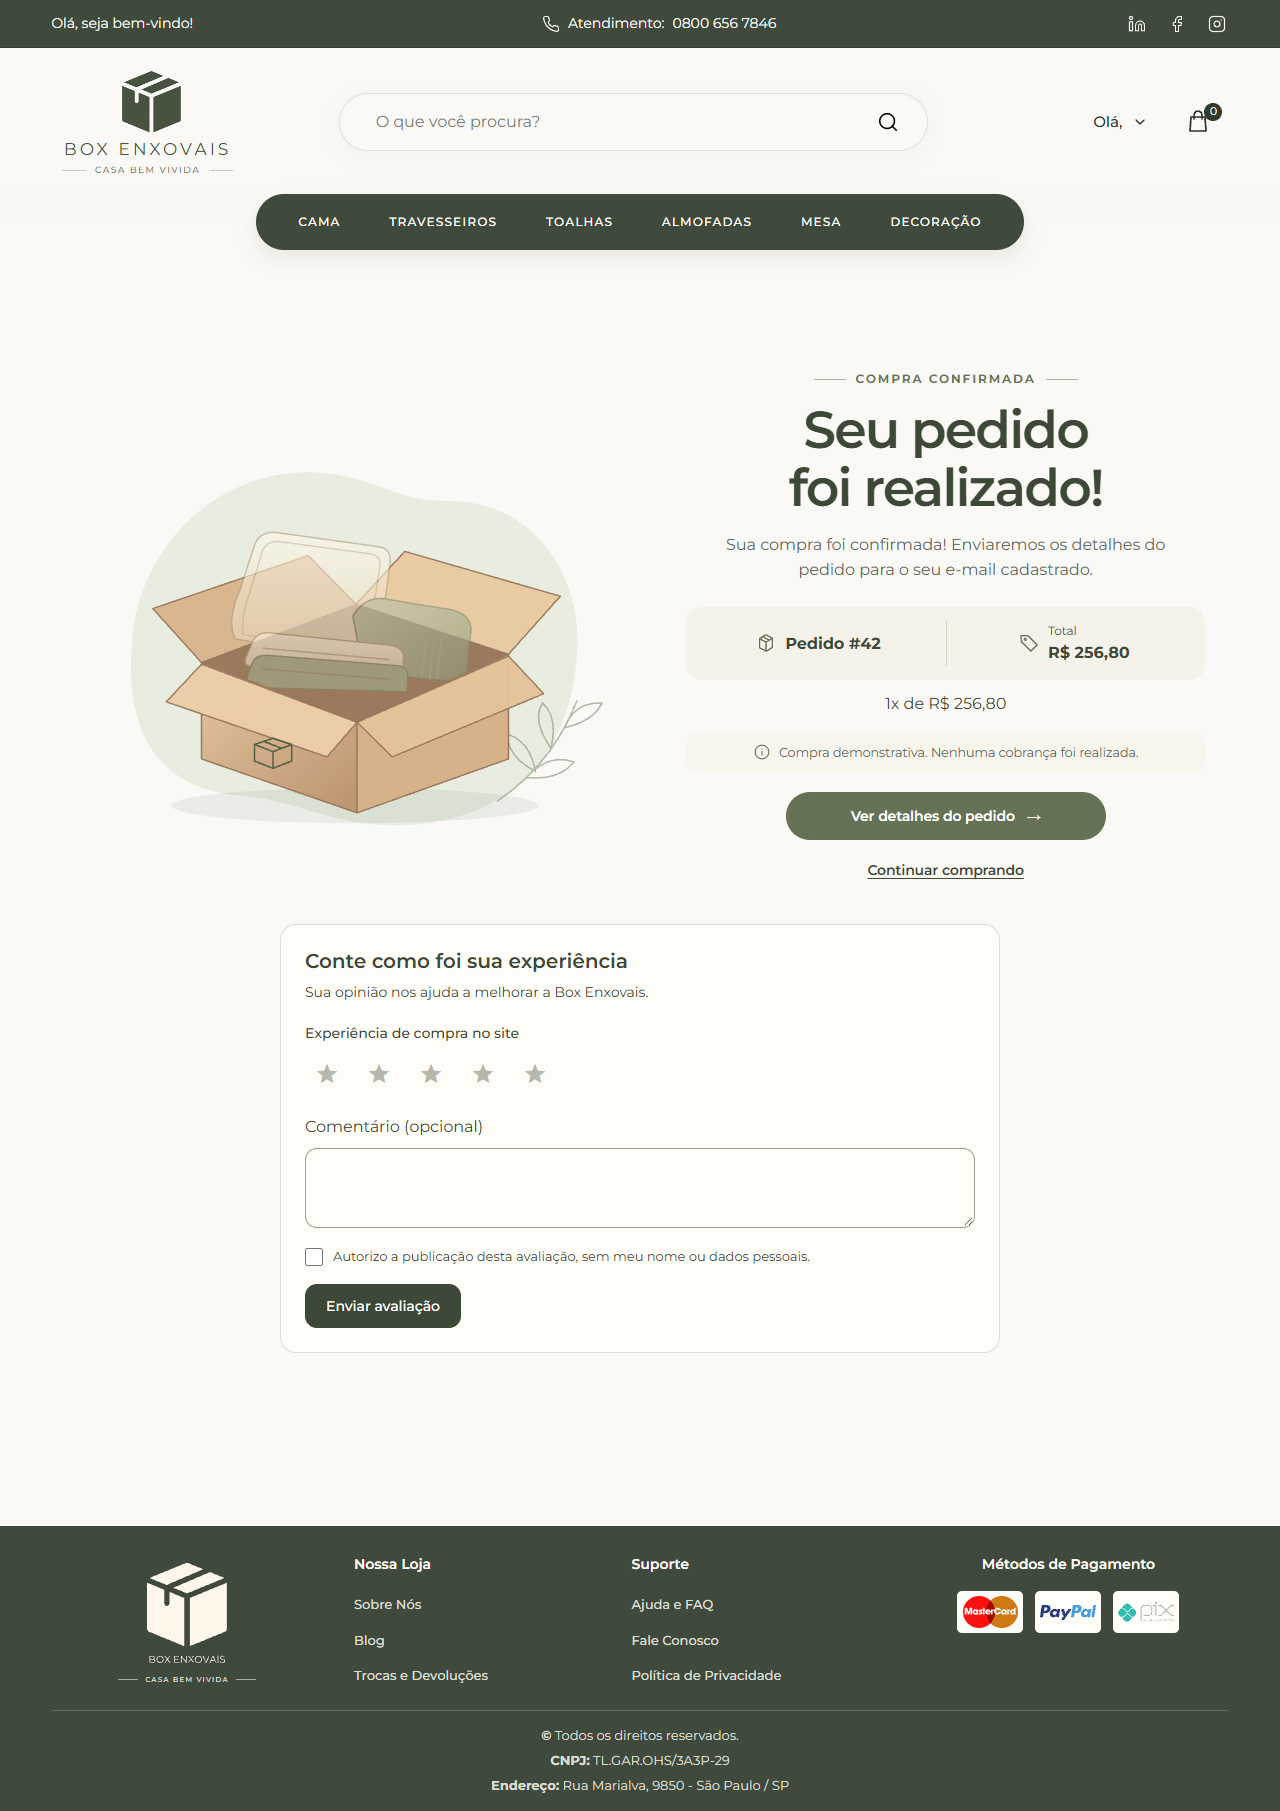 Olá, seja bem-vindo!
Atendimento: 0800 656 7846
BOX ENXOVAIS
CASA BEM VIVIDA
O que você procura?
Olá,
0
CAMA
TRAVESSEIROS
TOALHAS
ALMOFADAS
MESA
DECORAÇÃO
COMPRA CONFIRMADA
Seu pedido
foi realizado!
Sua compra foi confirmada! Enviaremos os detalhes do
pedido para o seu e-mail cadastrado.
Pedido #42
Total
R$ 256,80
1x de R$ 256,80
Compra demonstrativa. Nenhuma cobrança foi realizada.
Ver detalhes do pedido →
Continuar comprando
Conte como foi sua experiência
Sua opinião nos ajuda a melhorar a Box Enxovais.
Experiência de compra no site
Comentário (opcional)
Autorizo a publicação desta avaliação, sem meu nome ou dados pessoais.
Enviar avaliação
BOX ENXOVAIS
CASA BEM VIVIDA
Nossa Loja
Sobre Nós
Blog
Trocas e Devoluções
Suporte
Ajuda e FAQ
Fale Conosco
Política de Privacidade
Métodos de Pagamento
MasterCard
PayPal
pix
© Todos os direitos reservados.
CNPJ: TL.GAR.OHS/3A3P-29
Endereço: Rua Marialva, 9850 - São Paulo / SP